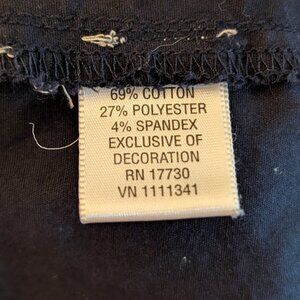 69% COTTON
27% POLYESTER
4% SPANDEX
EXCLUSIVE OF
DECORATION
RN 17730
VN 1111341